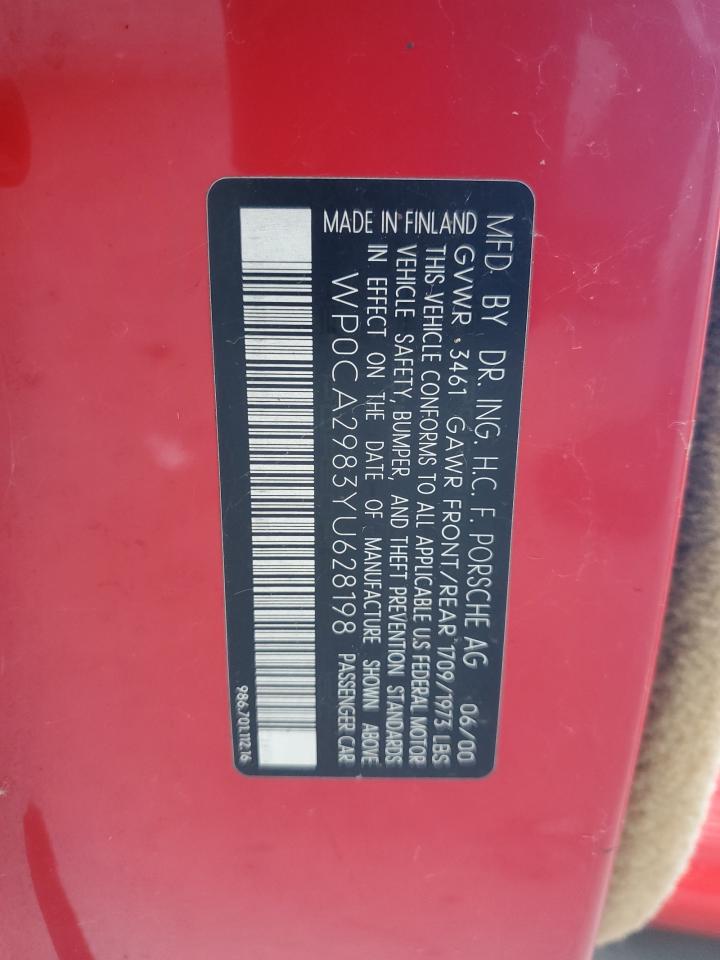 MFD. BY DR. ING. H.C. F. PORSCHE AG 06/00
MADE IN FINLAND
GVWR 3461 GAWR FRONT/REAR 1709/1973 LBS
THIS VEHICLE CONFORMS TO ALL APPLICABLE U.S FEDERAL MOTOR
VEHICLE SAFETY, BUMPER, AND THEFT PREVENTION STANDARDS
IN EFFECT ON THE DATE OF MANUFACTURE SHOWN ABOVE
WP0CA2983YU628198 PASSENGER CAR
986.701.112.16